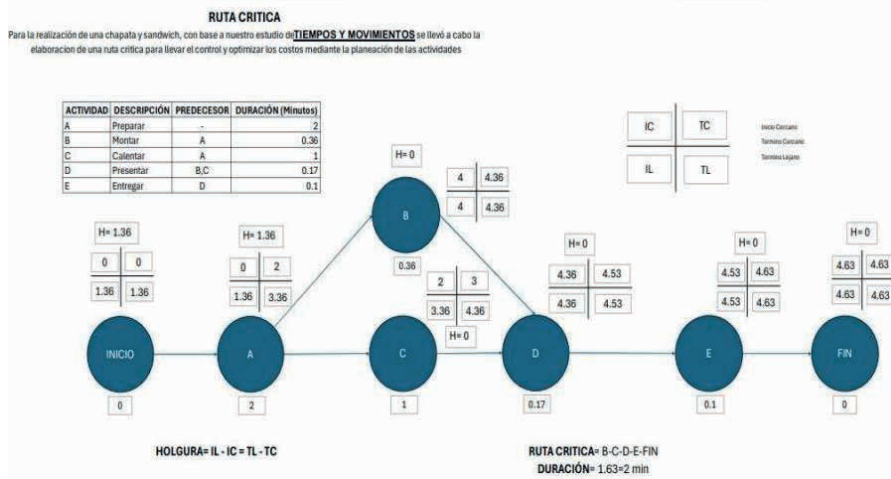 RUTA CRITICA
Para la realización de una chapata y sandwich, con base a nuestro estudio de TIEMPOS Y MOVIMIENTOS se llevó a cabo la
elaboracion de una ruta critica para llevar el control y optimizar los costos mediante la planeación de las actividades
ACTIVIDAD DESCRIPCIÓN PREDECESOR DURACIÓN (Minutos)
A Preparar - 2
B Montar A 0.36
C Calentar A 1
D Presentar B,C 0.17
E Entregar D 0.1
IC TC
IL TL
Inicio Cercano
Termino Cercano
Termino Lejano
H= 0
4 4.36
4 4.36
B
0.36
H= 1.36
0 0
1.36 1.36
INICIO
0
H= 1.36
0 2
1.36 3.36
A
2
2 3
3.36 4.36
H= 0
C
1
H= 0
4.36 4.53
4.36 4.53
D
0.17
H= 0
4.53 4.63
4.53 4.63
E
0.1
H= 0
4.63 4.63
4.63 4.63
FIN
0
HOLGURA= IL - IC = TL - TC
RUTA CRITICA= B-C-D-E-FIN
DURACIÓN= 1.63=2 min